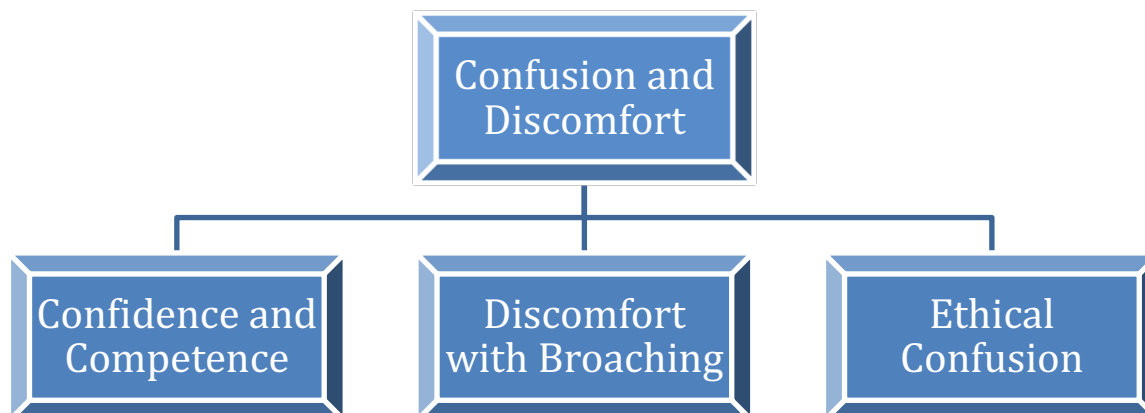 Confusion and
Discomfort
Confidence and
Competence
Discomfort
with Broaching
Ethical
Confusion